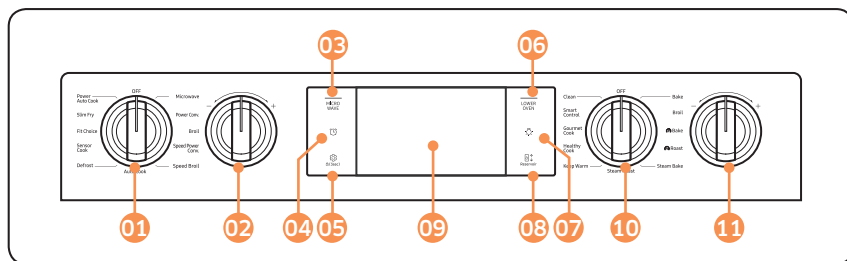 03
06
OFF
Power
Auto Cook
Microwave
Slim Fry
Power Conv.
Fit Choice
Broil
Sensor
Cook
Speed Power
Conv.
Defrost
Speed Broil
Auto Cook
− +
MICRO
WAVE
LOWER
OVEN
Reservoir
OFF
Clean
Bake
Smart
Control
Broil
Gourmet
Cook
Bake
Healthy
Cook
Roast
Keep Warm
Steam Bake
− +
01
02
04
05
09
08
07
10
11